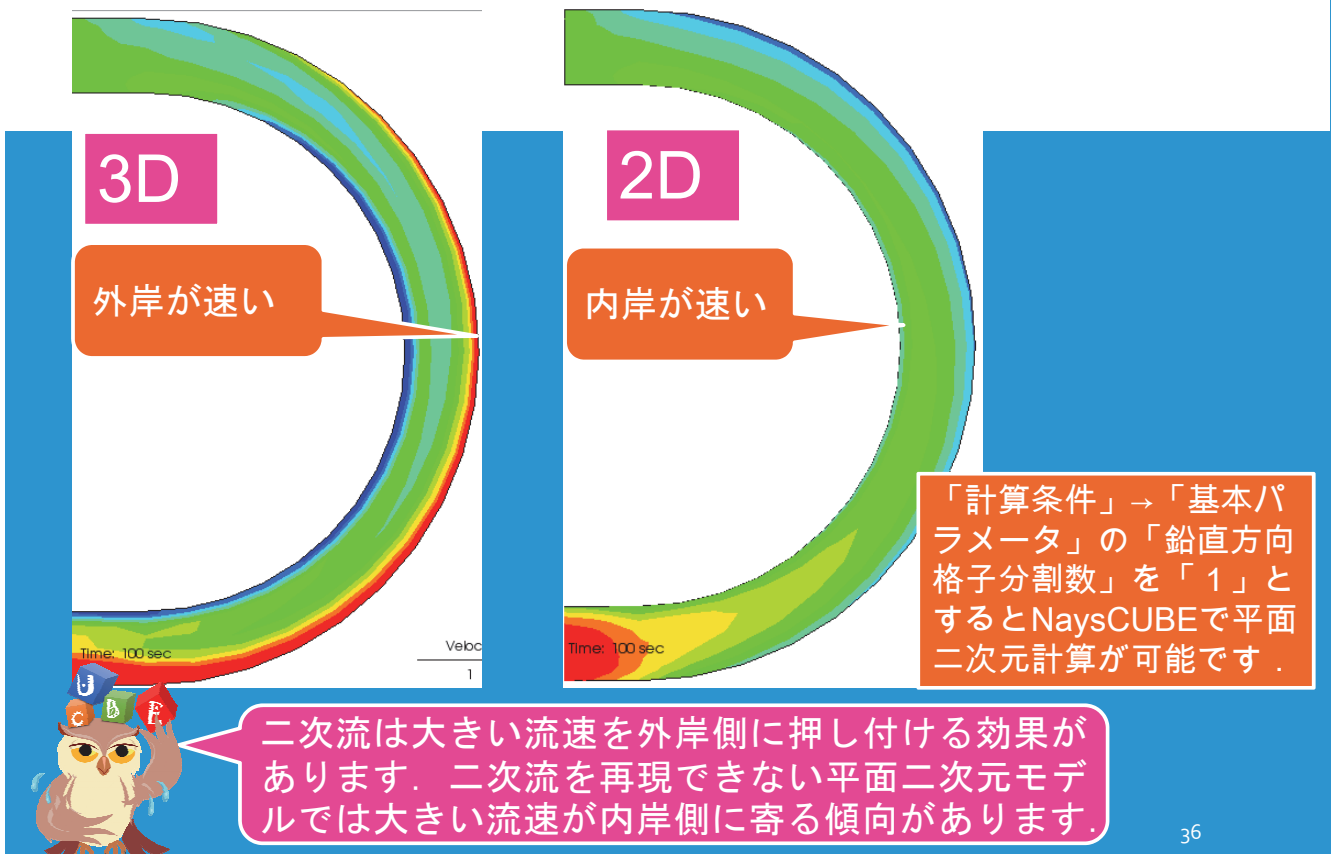 3D
2D
外岸が速い
内岸が速い
「計算条件」→「基本パ
ラメータ」の「鉛直方向
格子分割数」を「１」と
するとNaysCUBEで平面
二次元計算が可能です．
Time: 100 sec
Veloc
1
Time: 100 sec
U
C
B
E
二次流は大きい流速を外岸側に押し付ける効果が
あります．二次流を再現できない平面二次元モデ
ルでは大きい流速が内岸側に寄る傾向があります.
36